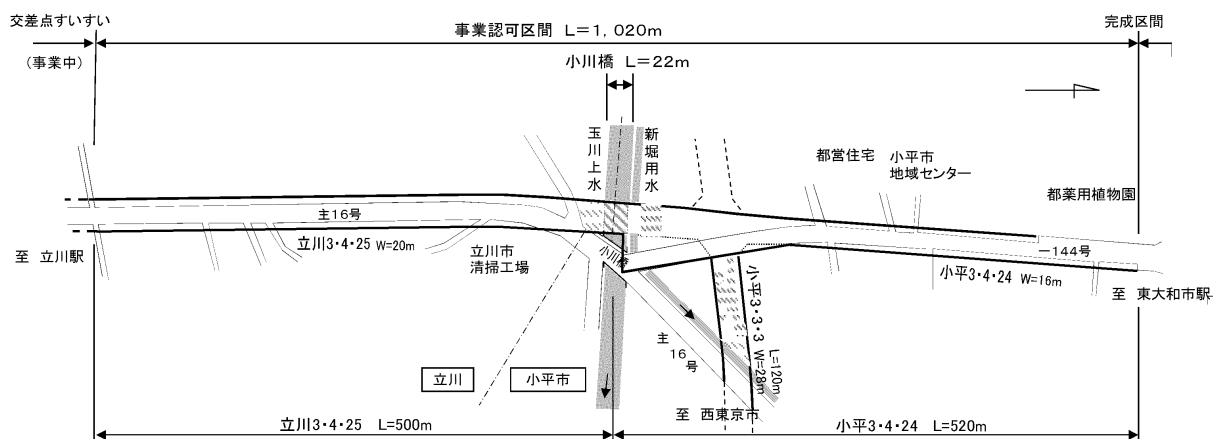 交差点すいすい
事業認可区間 L=1,020m
完成区間
(事業中)
小川橋 L=22m
玉川上水
新堀用水
都営住宅
小平市
地域センター
都薬用植物園
主16号
立川3・4・25 W=20m
立川市
清掃工場
小川橋
一144号
小平3・4・24 W=16m
至 立川駅
至 東大和市駅
小平3・3・3
W=28m
L=120m
主16号
立川
小平市
至 西東京市
立川3・4・25 L=500m
小平3・4・24 L=520m